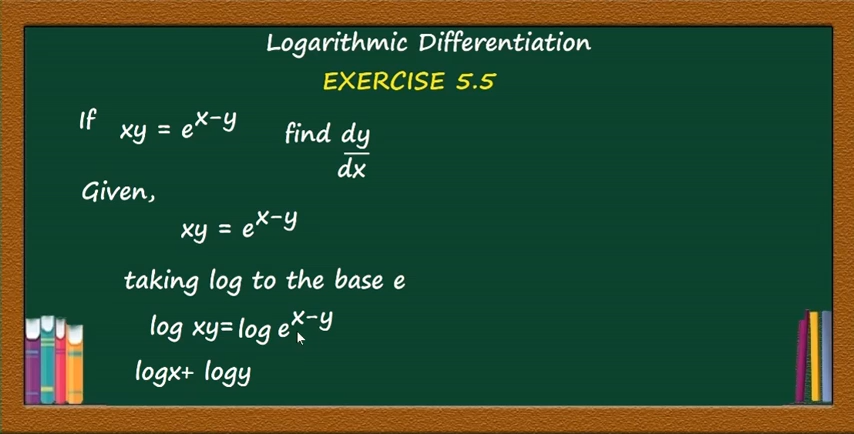 Logarithmic Differentiation
EXERCISE 5.5
If xy = e^{x-y} find dy/dx
Given,
xy = e^{x-y}
taking log to the base e
log xy= log e^{x-y}
logx+ logy